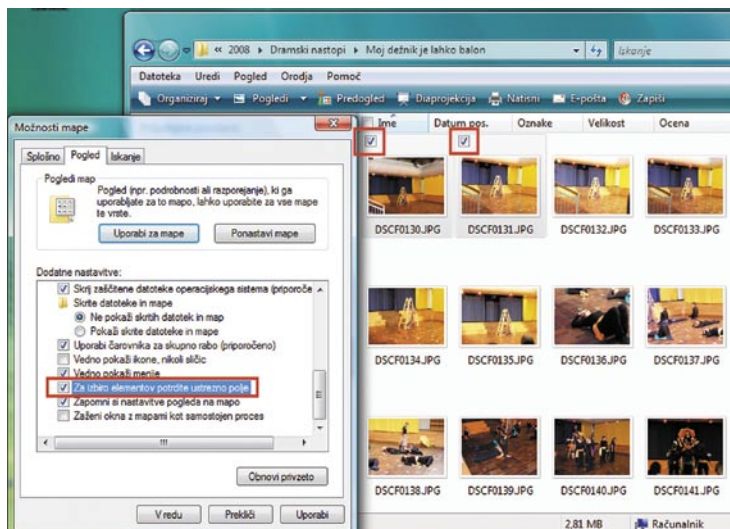 « 2008 ▸ Dramski nastopi ▸ Moj dežnik je lahko balon
Iskanje
Datoteka Uredi Pogled Orodja Pomoč
Organiziraj Pogledi Predogled Diaprojekcija Natisni E-pošta Zapiši
Ime Datum pos. Oznake Velikost Ocena
DSCF0130.JPG DSCF0131.JPG DSCF0132.JPG DSCF0133.JPG
DSCF0134.JPG DSCF0135.JPG DSCF0136.JPG DSCF0137.JPG
DSCF0138.JPG DSCF0139.JPG DSCF0140.JPG DSCF0141.JPG
2,81 MB Računalnik
Možnosti mape
Splošno Pogled Iskanje
Pogledi map
Pogled (npr. podrobnosti ali razporejanje), ki ga
uporabljate za to mapo, lahko uporabite za vse mape
te vrste.
Uporabi za mape Ponastavi mape
Dodatne nastavitve:
Skrij zaščitene datoteke operacijskega sistema (priporoče
Skrite datoteke in mape
Ne pokaži skritih datotek in map
Pokaži skrite datoteke in mape
Uporabi čarovnika za skupno rabo (priporočeno)
Vedno pokaži ikone, nikoli sličic
Vedno pokaži menije
Za izbiro elementov potrdite ustrezno polje
Zapomni si nastavitve pogleda na mapo
Zaženi okna z mapami kot samostojen proces
Obnovi privzeto
V redu Prekliči Uporabi